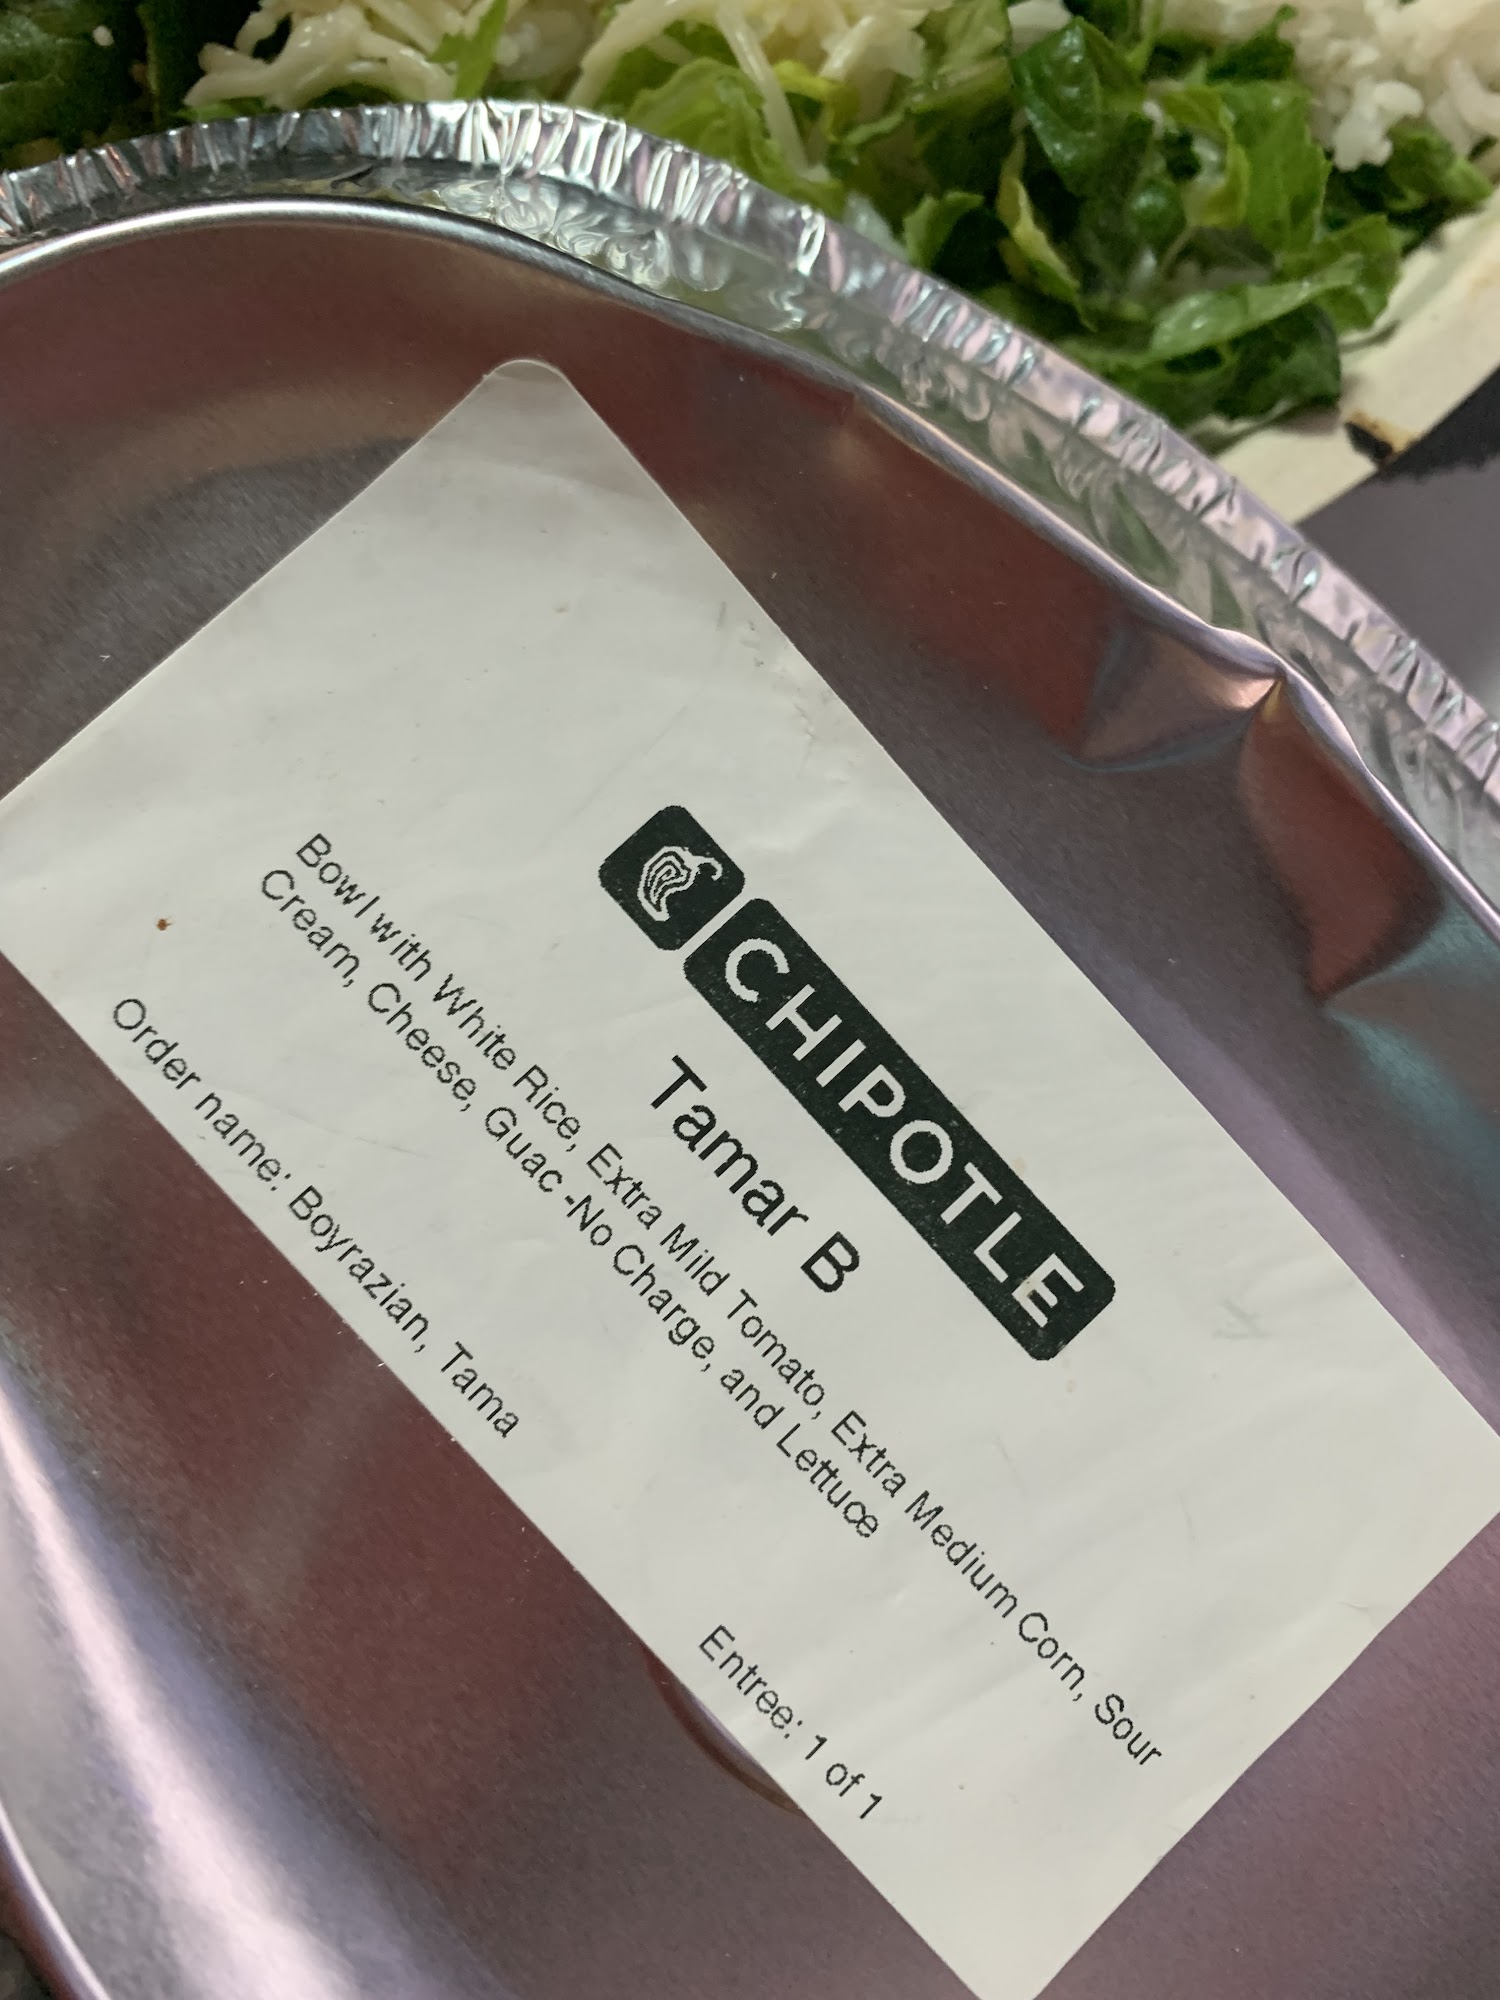 CHIPOTLE
Tamar B
Bowl with White Rice, Extra Mild Tomato, Extra Medium Corn, Sour
Cream, Cheese, Guac -No Charge, and Lettuce
Order name: Boyrazian, Tama
Entree: 1 of 1